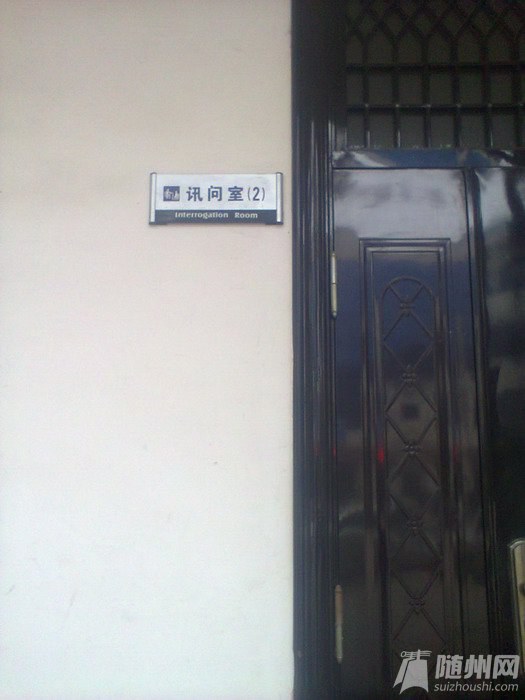 讯问室(2)
Interrogation Room
随州网
suizhoushi.com